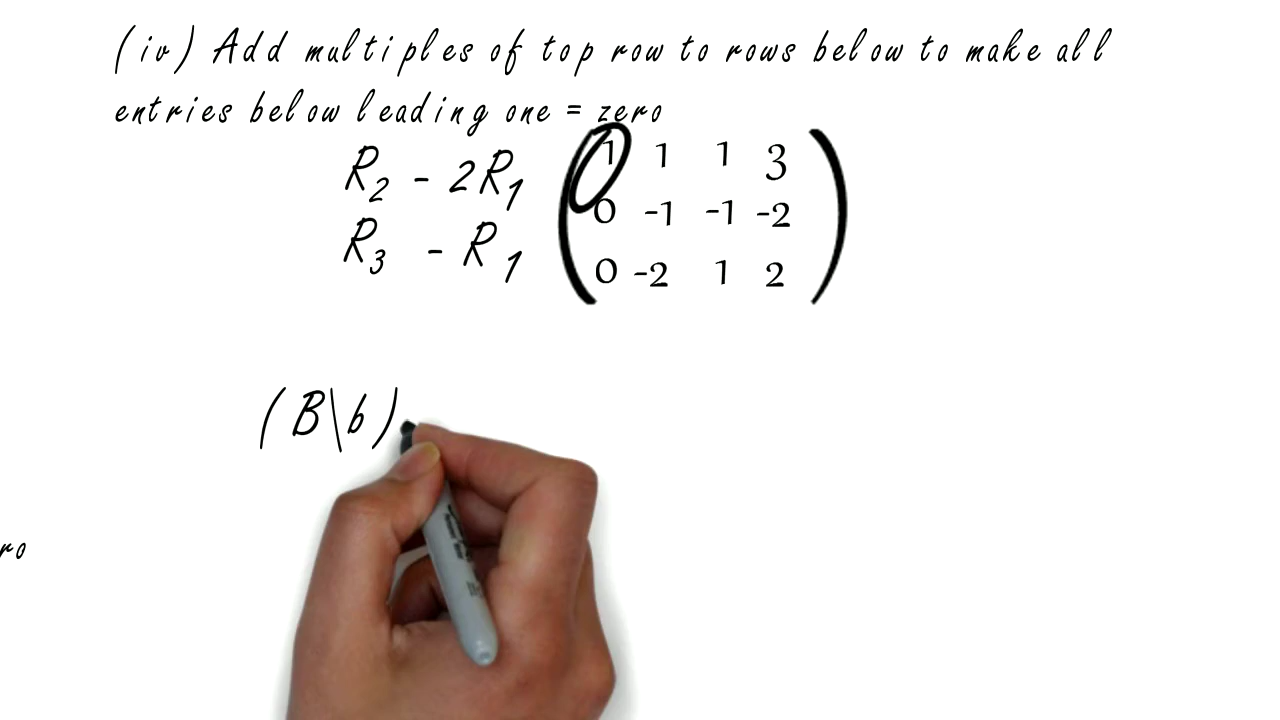 (iv) Add multiples of top row to rows below to make all
entries below leading one = zero
R2 - 2R1
R3 - R1
1 1 1 3
0 -1 -1 -2
0 -2 1 2
(B\b)
ro